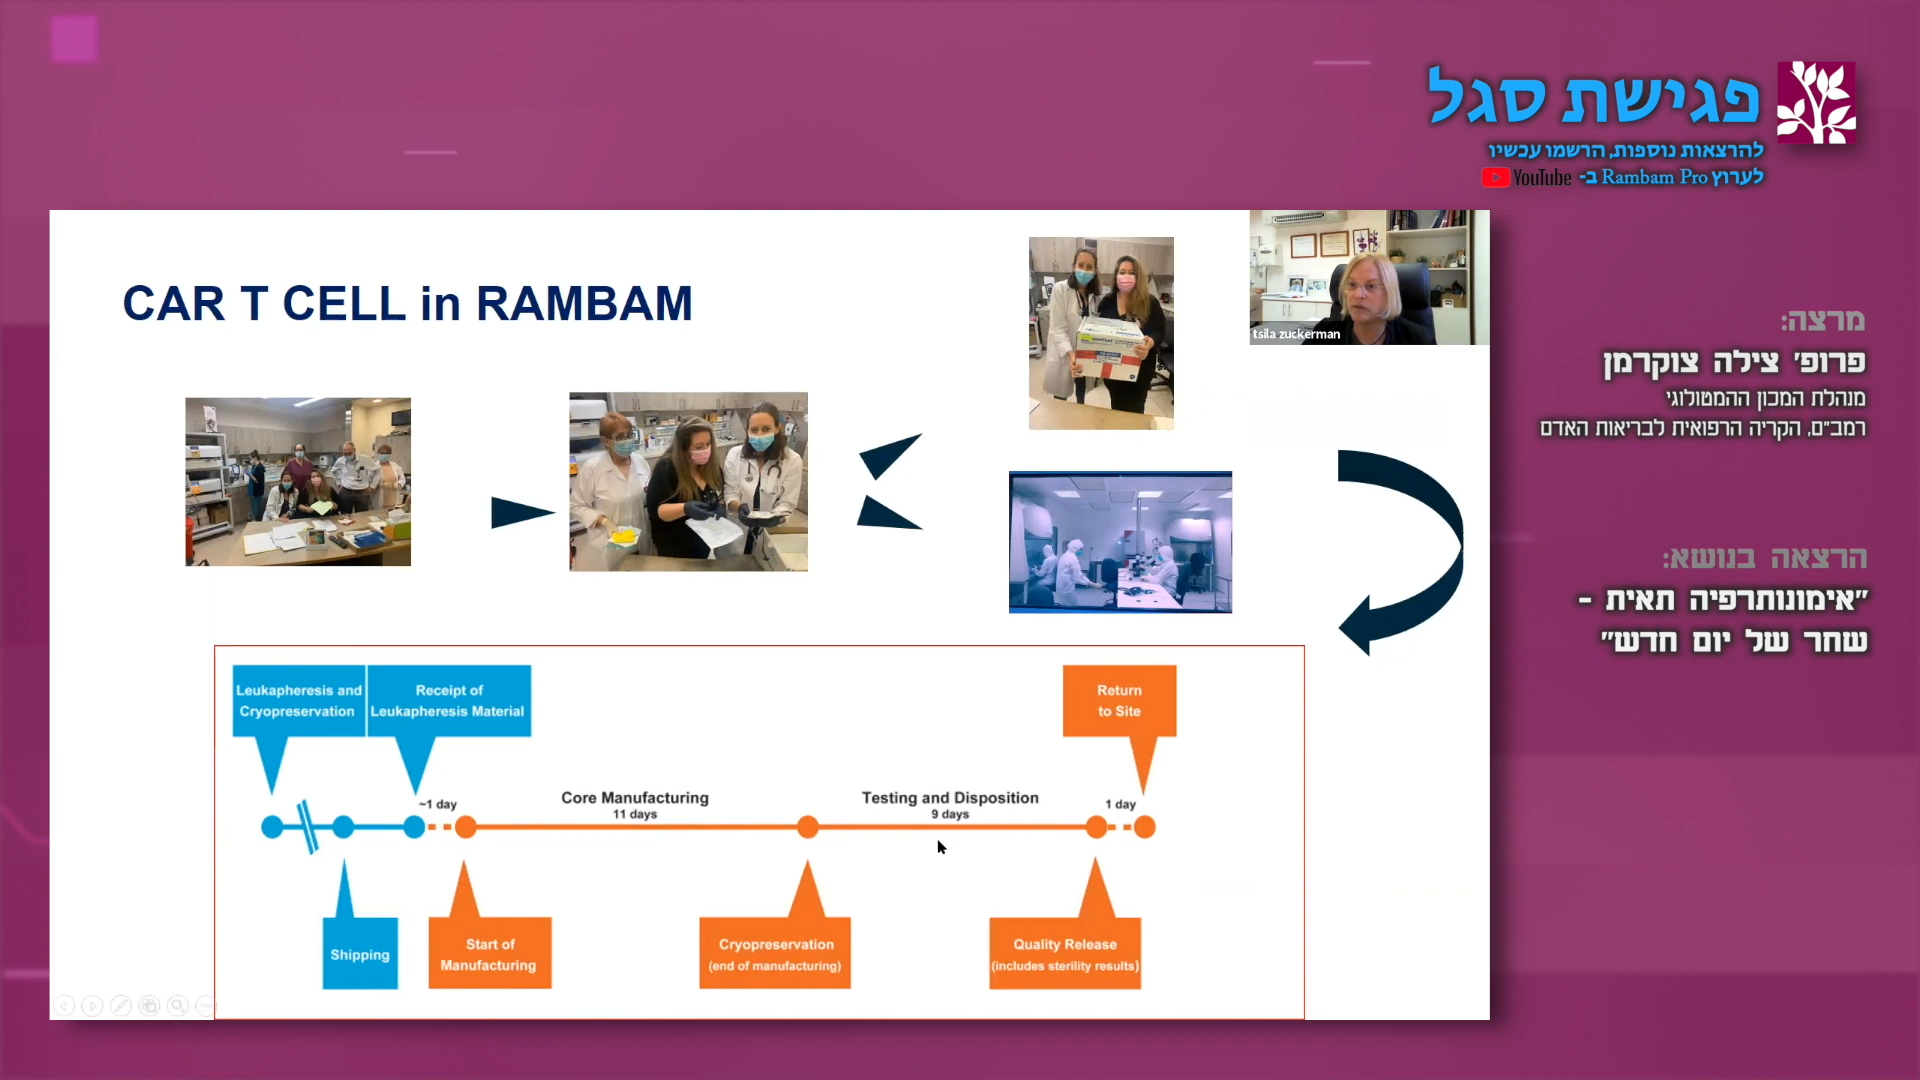 פגישת סגל
להרצאות נוספות, הרשמו עכשיו
לערוץ Rambam Pro ב- YouTube
CAR T CELL in RAMBAM
tsila zuckerman
מרצה:
פרופ׳ צילה צוקרמן
מנהלת המכון ההמטולוגי
רמב״ם, הקריה הרפואית לבריאות האדם
הרצאה בנושא:
״אימונותרפיה תאית -
שחר של יום חדש״
Leukapheresis and
Cryopreservation
Receipt of
Leukapheresis Material
Return
to Site
~1 day
Core Manufacturing
11 days
Testing and Disposition
9 days
1 day
Shipping
Start of
Manufacturing
Cryopreservation
(end of manufacturing)
Quality Release
(includes sterility results)